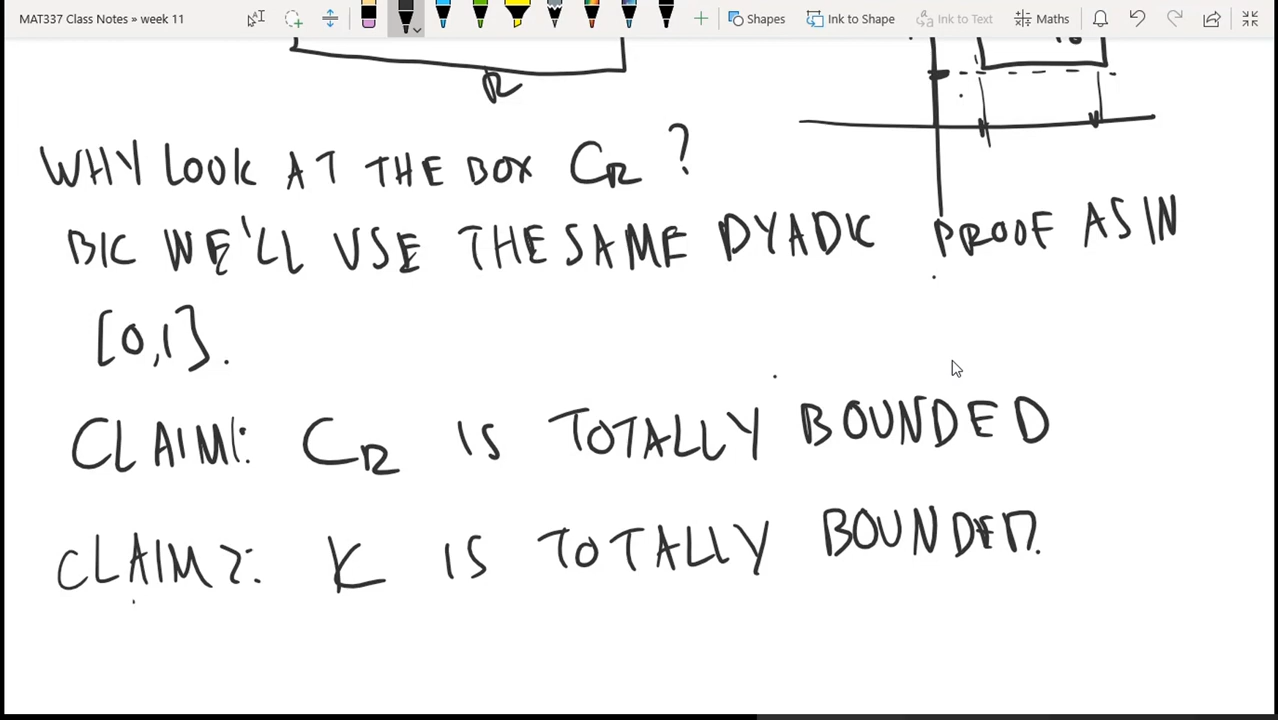 MAT337 Class Notes » week 11
Shapes
Ink to Shape
Ink to Text
Maths
R
WHY LOOK AT THE BOX CR ?
B/C WE'LL USE THE SAME DYADIC PROOF AS IN
[0,1].
CLAIM1: CR IS TOTALLY BOUNDED
CLAIM2: K IS TOTALLY BOUNDED.